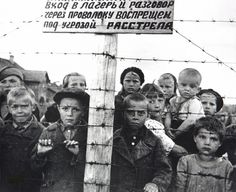 ВХОД В ЛАГЕРЬ И РАЗГОВОР
ЧЕРЕЗ ПРОВОЛОКУ ВОСПРЕЩЕН
ПОД УГРОЗОЙ РАССТРЕЛА